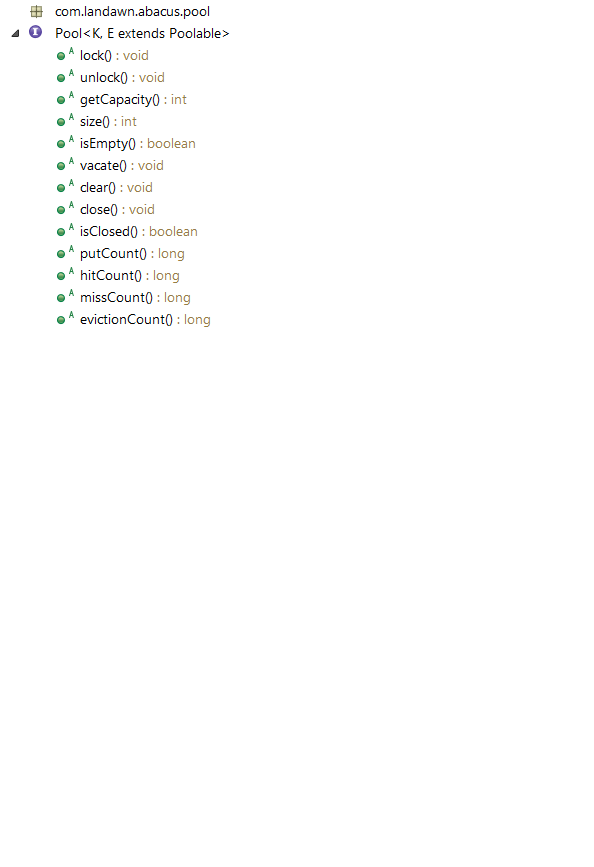 com.landawn.abacus.pool
Pool<K, E extends Poolable>
lock() : void
unlock() : void
getCapacity() : int
size() : int
isEmpty() : boolean
vacate() : void
clear() : void
close() : void
isClosed() : boolean
putCount() : long
hitCount() : long
missCount() : long
evictionCount() : long